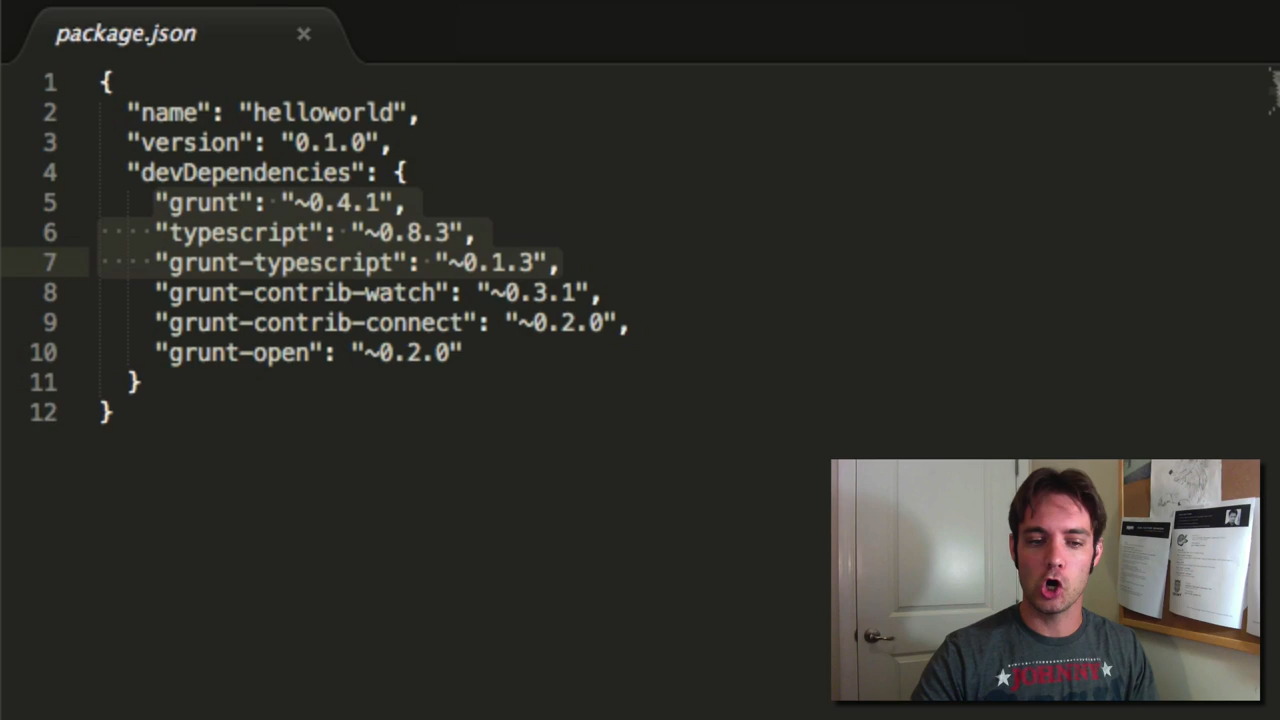 package.json ×
1 {
2 "name": "helloworld",
3 "version": "0.1.0",
4 "devDependencies": {
5 "grunt": "~0.4.1",
6 "typescript": "~0.8.3",
7 "grunt-typescript": "~0.1.3",
8 "grunt-contrib-watch": "~0.3.1",
9 "grunt-contrib-connect": "~0.2.0",
10 "grunt-open": "~0.2.0"
11 }
12 }
JOHNNY